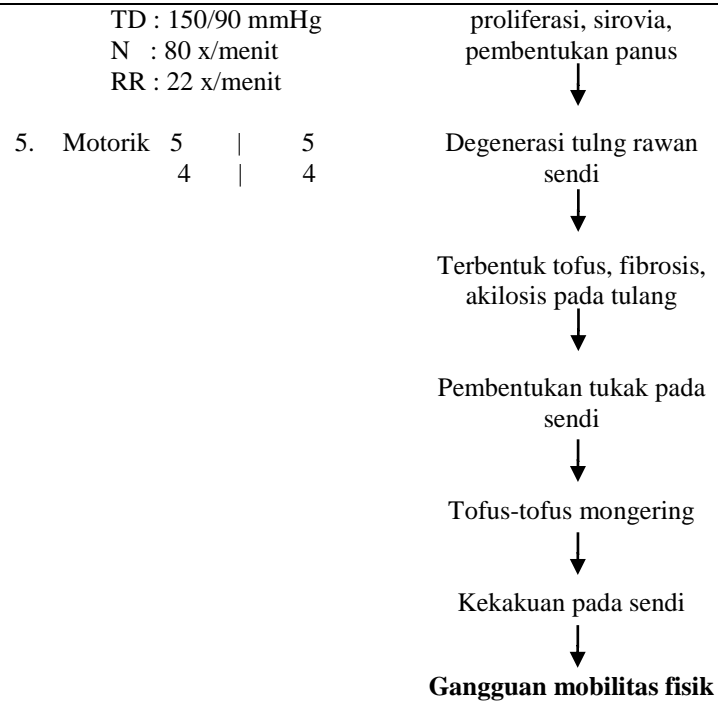 TD : 150/90 mmHg
N : 80 x/menit
RR : 22 x/menit
5. Motorik 5 | 5
4 | 4
proliferasi, sirovia,
pembentukan panus
Degenerasi tulng rawan
sendi
Terbentuk tofus, fibrosis,
akilosis pada tulang
Pembentukan tukak pada
sendi
Tofus-tofus mongering
Kekakuan pada sendi
Gangguan mobilitas fisik